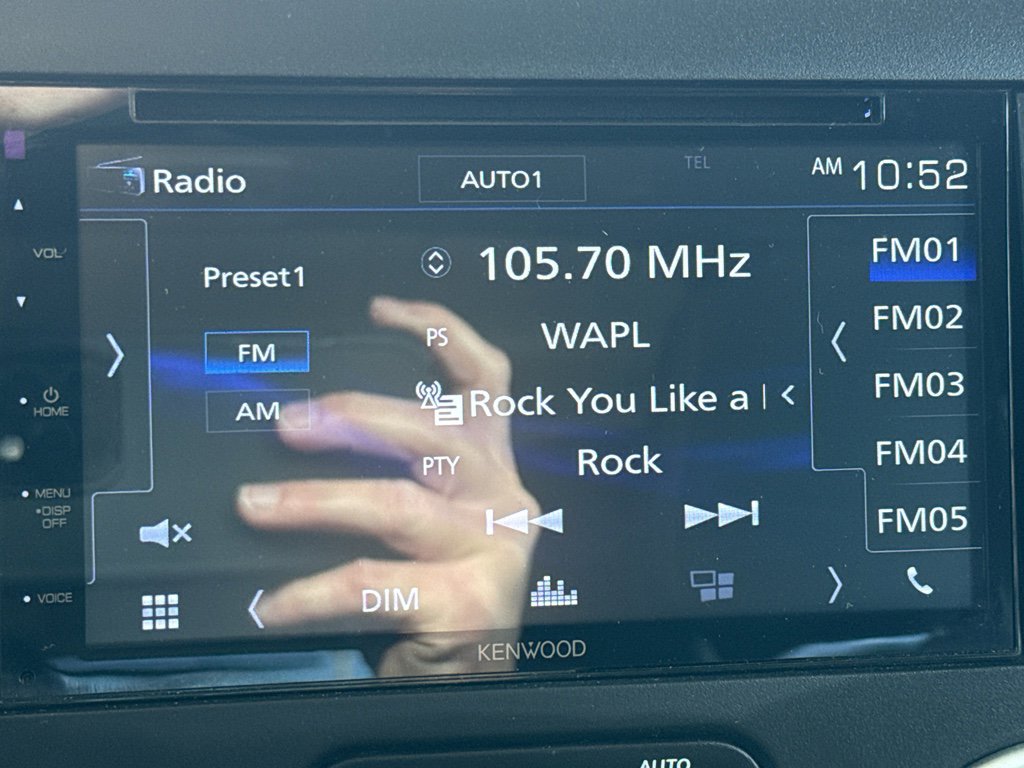 Radio
AUTO1
TEL
AM 10:52
VOL
Preset1
105.70 MHz
FM01
FM
PS
WAPL
FM02
AM
Rock You Like a
FM03
HOME
PTY
Rock
FM04
MENU
DISP
OFF
FM05
VOICE
DIM
KENWOOD
AUTO